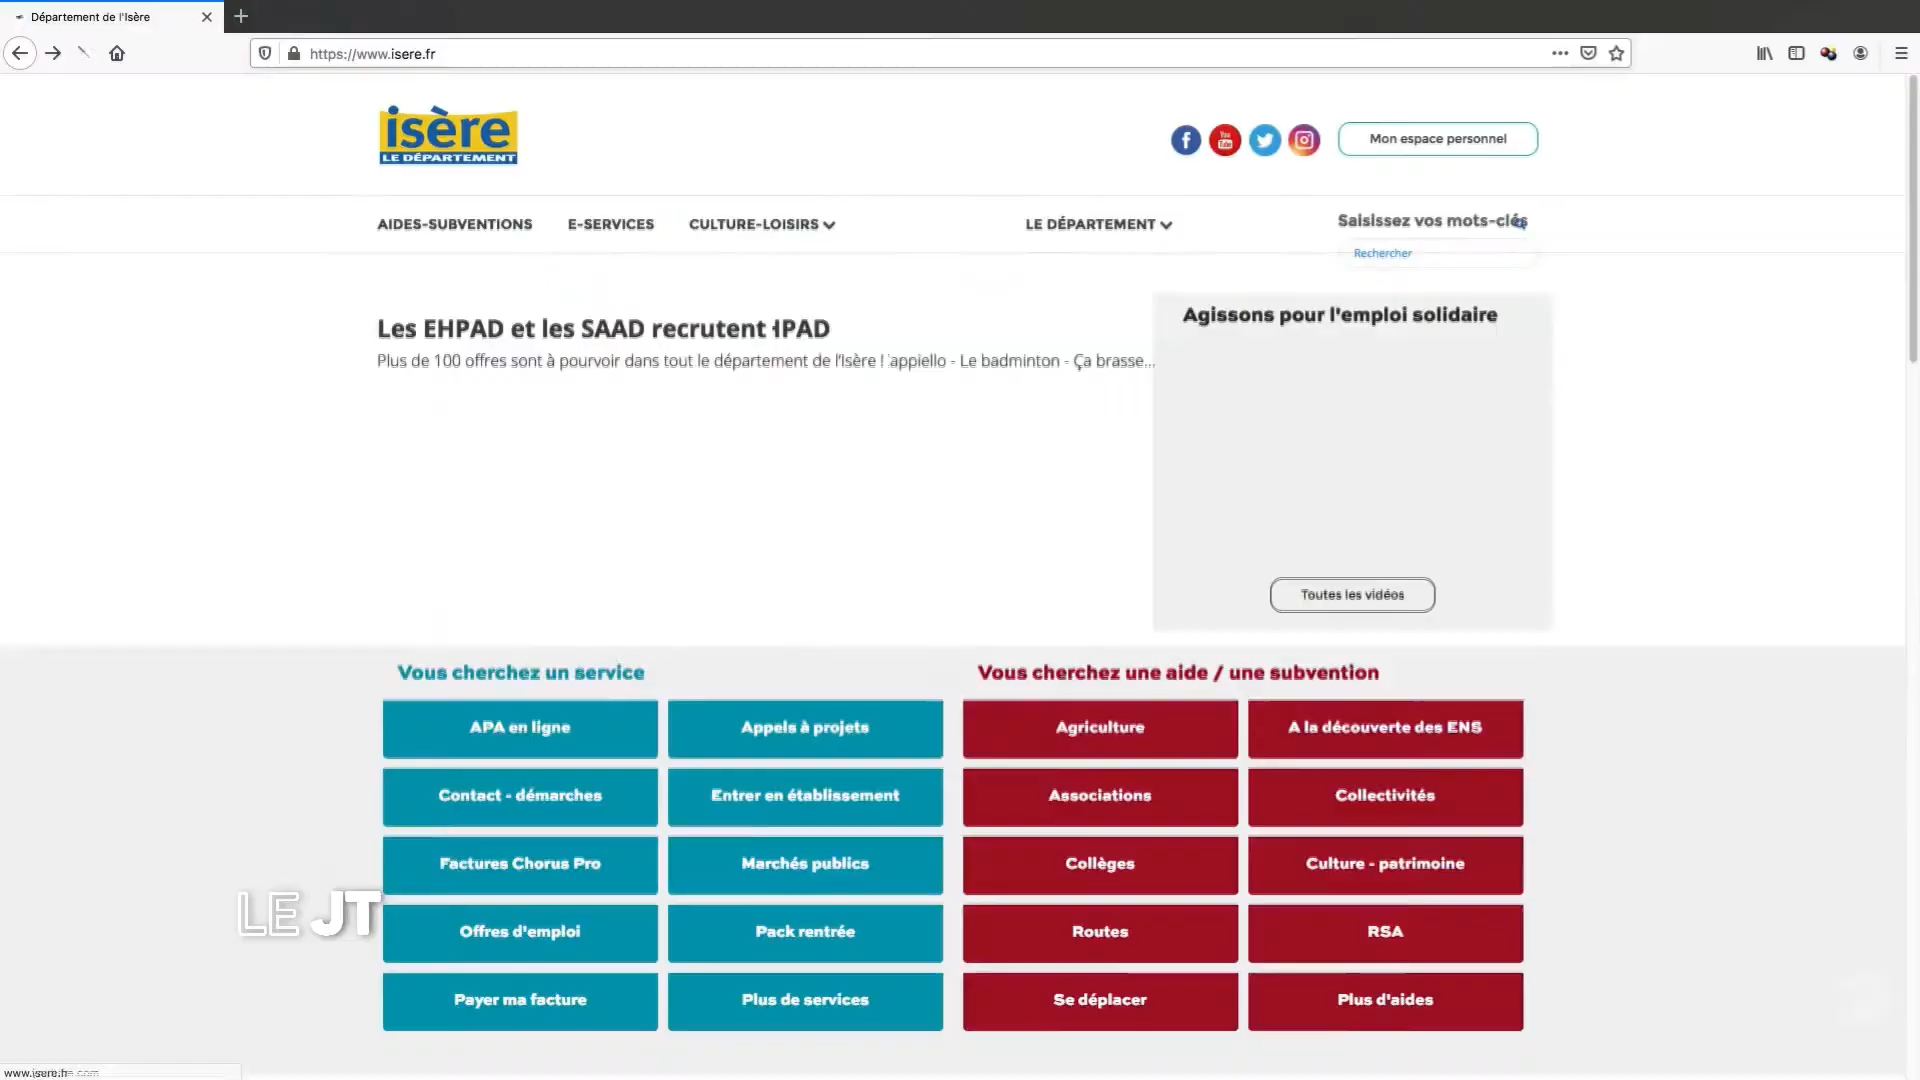 Département de l'Isère
https://www.isere.fr
isère
LE DÉPARTEMENT
f
You
Tube
Mon espace personnel
AIDES-SUBVENTIONS
E-SERVICES
CULTURE-LOISIRS
LE DÉPARTEMENT
Saisissez vos mots-clés
Rechercher
Les EHPAD et les SAAD recrutent
Plus de 100 offres sont à pourvoir dans tout le département de l'Isère ! appiello - Le badminton - Ça brasse...
Agissons pour l'emploi solidaire
Toutes les vidéos
Vous cherchez un service
APA en ligne
Appels à projets
Contact - démarches
Entrer en établissement
Factures Chorus Pro
Marchés publics
Offres d'emploi
Pack rentrée
Payer ma facture
Plus de services
Vous cherchez une aide / une subvention
Agriculture
A la découverte des ENS
Associations
Collectivités
Collèges
Culture - patrimoine
Routes
RSA
Se déplacer
Plus d'aides
LE JT